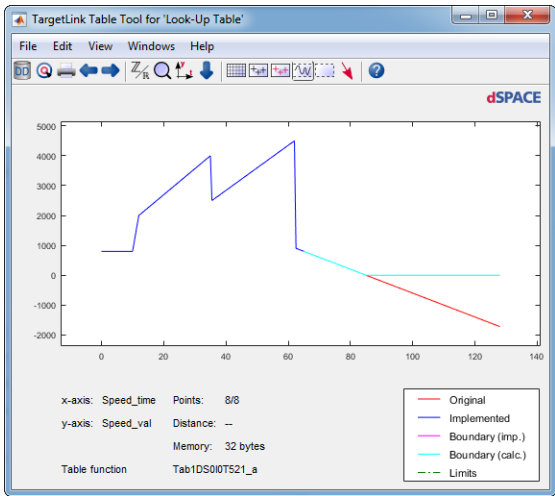 TargetLink Table Tool for 'Look-Up Table'
File Edit View Windows Help
DD Z/R y x
dSPACE
5000
4000
3000
2000
1000
0
-1000
-2000
0 20 40 60 80 100 120 140
x-axis: Speed_time Points: 8/8
y-axis: Speed_val Distance: --
Memory: 32 bytes
Table function Tab1DS0I0T521_a
Original
Implemented
Boundary (imp.)
Boundary (calc.)
Limits